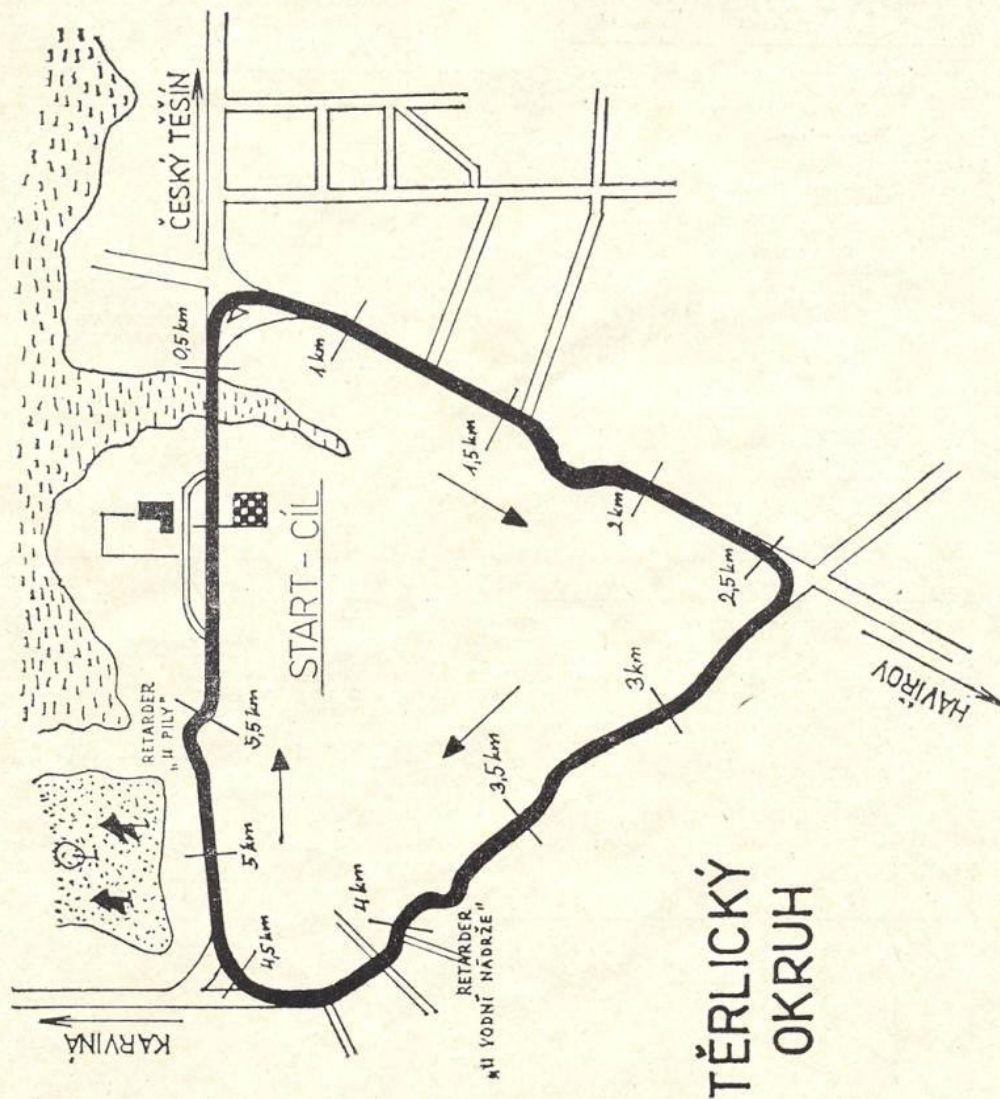 ČESKÝ TĚŠÍN
0,5 km
1 km
1,5 km
START - CÍL
2 km
2,5 km
HAVÍŘOV
3 km
3,5 km
RETARDER
„U VODNÍ NÁDRŽE"
4 km
4,5 km
KARVINÁ
5 km
RETARDER
„U PILY"
5,5 km
TĚRLICKÝ
OKRUH